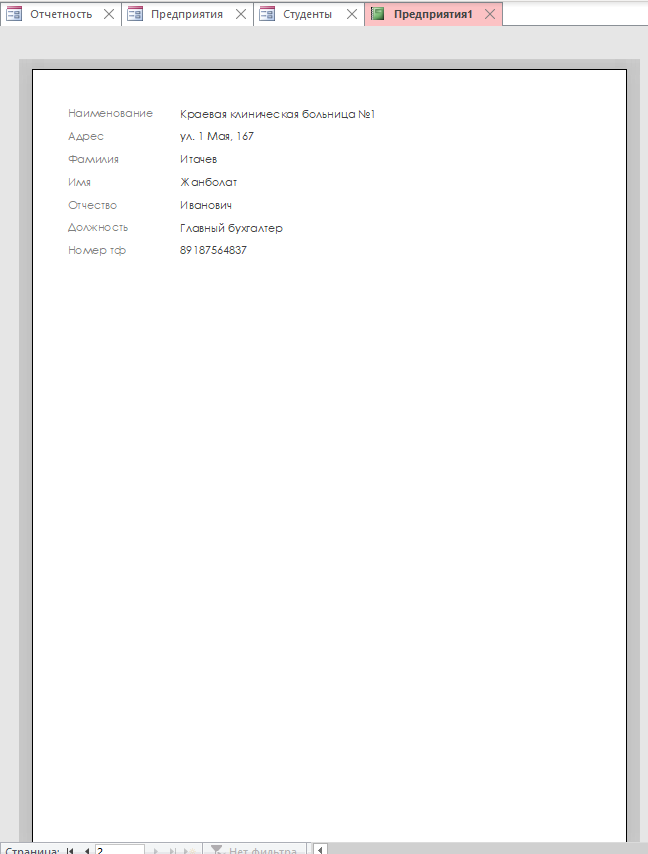 Отчетность
Предприятия
Студенты
Предприятия1
Наименование Краевая клиническая больница №1
Адрес ул. 1 Мая, 167
Фамилия Итачев
Имя Жанболат
Отчество Иванович
Должность Главный бухгалтер
Номер тф 89187564837
Страница: 2 Нет фильтра